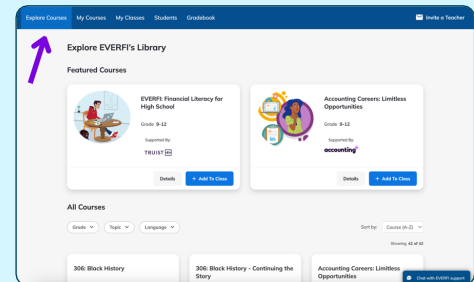 Explore Courses My Courses My Classes Students Gradebook Invite a Teacher
Explore EVERFI's Library
Featured Courses
EVERFI: Financial Literacy for
High School
Grade 9-12
Supported By:
TRUIST
Details + Add To Class
Accounting Careers: Limitless
Opportunities
Grade 9-12
Supported By:
accounting+
Details + Add To Class
All Courses
Grade Topic Language
Sort by: Course (A-Z)
Showing 42 of 42
306: Black History
306: Black History - Continuing the
Story
Accounting Careers: Limitless
Opportunities
Chat with EVERFI support